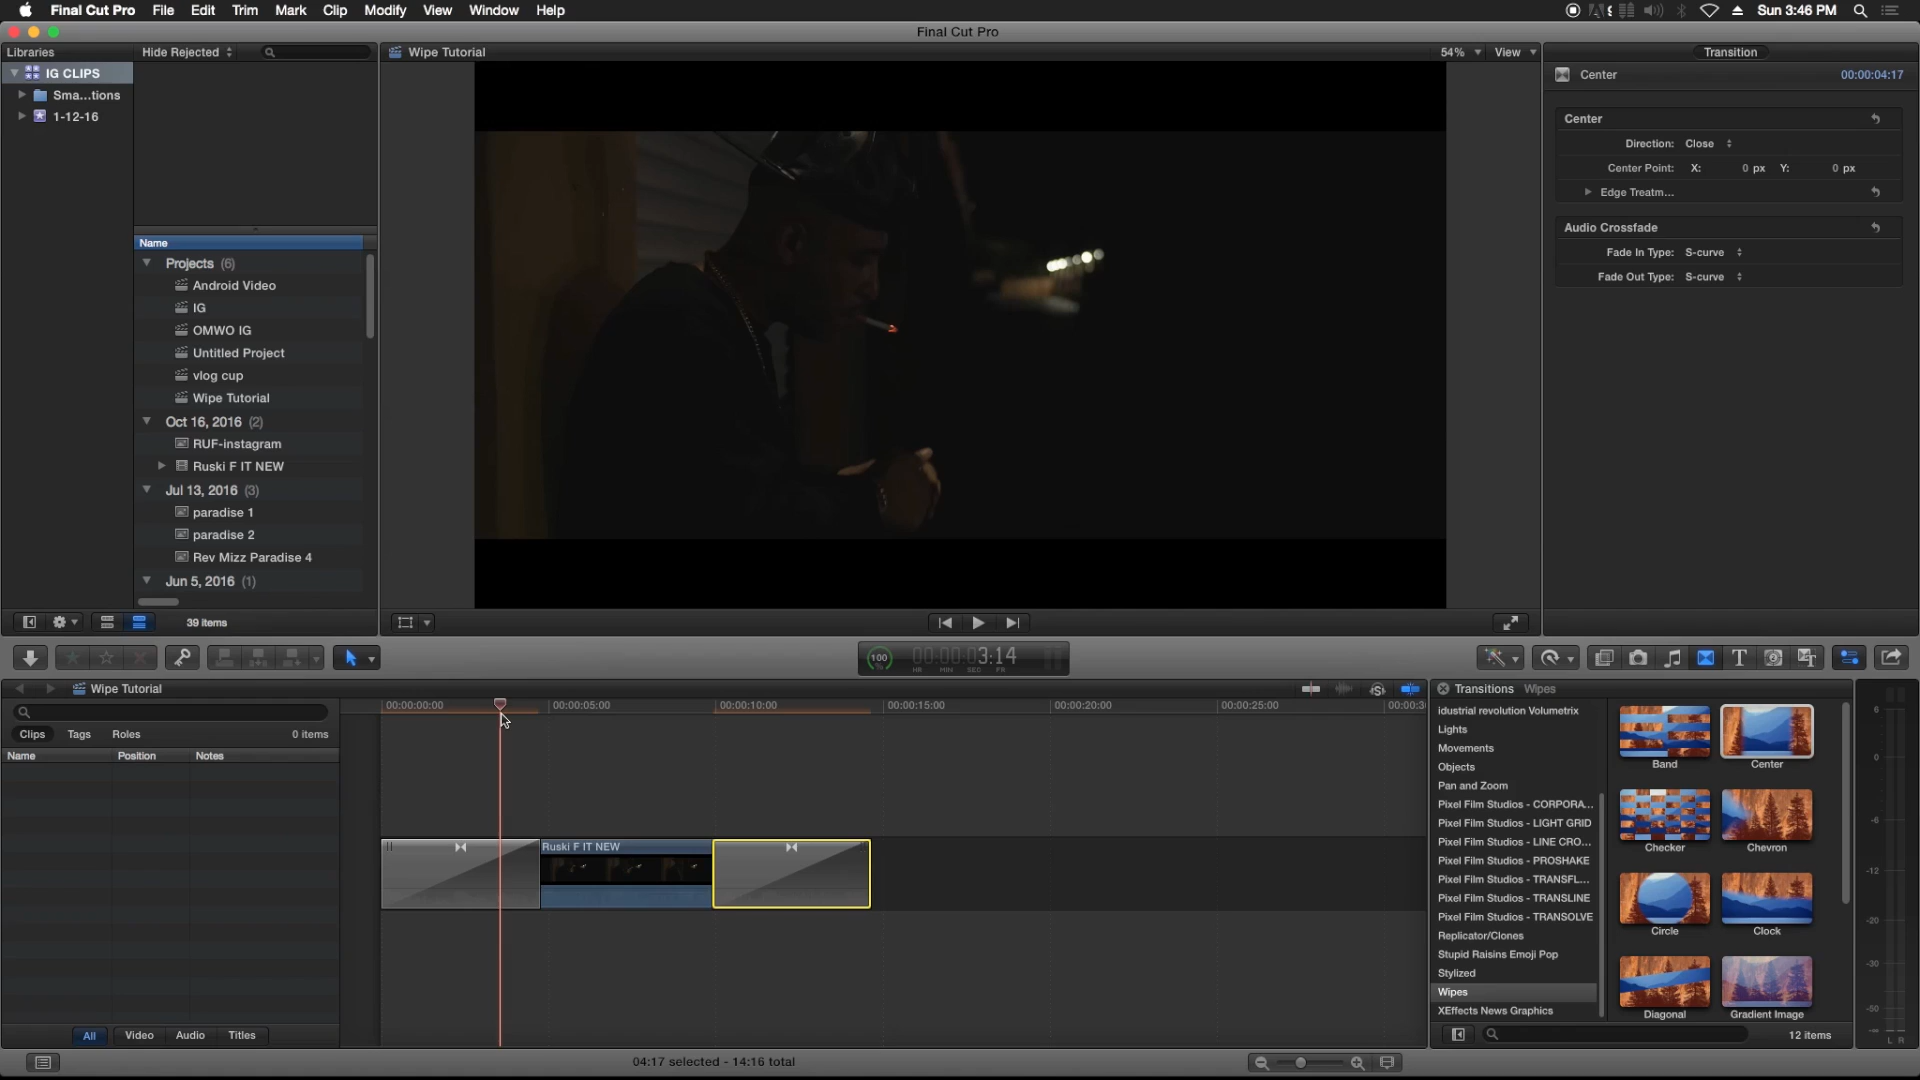 Final Cut Pro File Edit Trim Mark Clip Modify View Window Help
Sun 3:46 PM
Final Cut Pro
Libraries
Hide Rejected
Wipe Tutorial
54%
View
Transition
IG CLIPS
Sma...tions
1-12-16
Center
00:00:04:17
Center
Direction: Close
Center Point: X: 0 px Y: 0 px
Edge Treatm...
Audio Crossfade
Fade In Type: S-curve
Fade Out Type: S-curve
Name
Projects (6)
Android Video
IG
OMWO IG
Untitled Project
vlog cup
Wipe Tutorial
Oct 16, 2016 (2)
RUF-instagram
Ruski F IT NEW
Jul 13, 2016 (3)
paradise 1
paradise 2
Rev Mizz Paradise 4
Jun 5, 2016 (1)
39 items
100
%
00:00:03:14
HR MIN SEC FR
Wipe Tutorial
Clips Tags Roles
0 items
Name Position Notes
00:00:00:00 00:00:05:00 00:00:10:00 00:00:15:00 00:00:20:00 00:00:25:00 00:00:3
Ruski F IT NEW
All Video Audio Titles
04:17 selected - 14:16 total
Transitions Wipes
idustrial revolution Volumetrix
Lights
Movements
Objects
Pan and Zoom
Pixel Film Studios - CORPORA...
Pixel Film Studios - LIGHT GRID
Pixel Film Studios - LINE CRO...
Pixel Film Studios - PROSHAKE
Pixel Film Studios - TRANSFL...
Pixel Film Studios - TRANSLINE
Pixel Film Studios - TRANSOLVE
Replicator/Clones
Stupid Raisins Emoji Pop
Stylized
Wipes
XEffects News Graphics
Band
Center
Checker
Chevron
Circle
Clock
Diagonal
Gradient Image
12 items
6
0
-6
-12
-20
-30
-50
L R